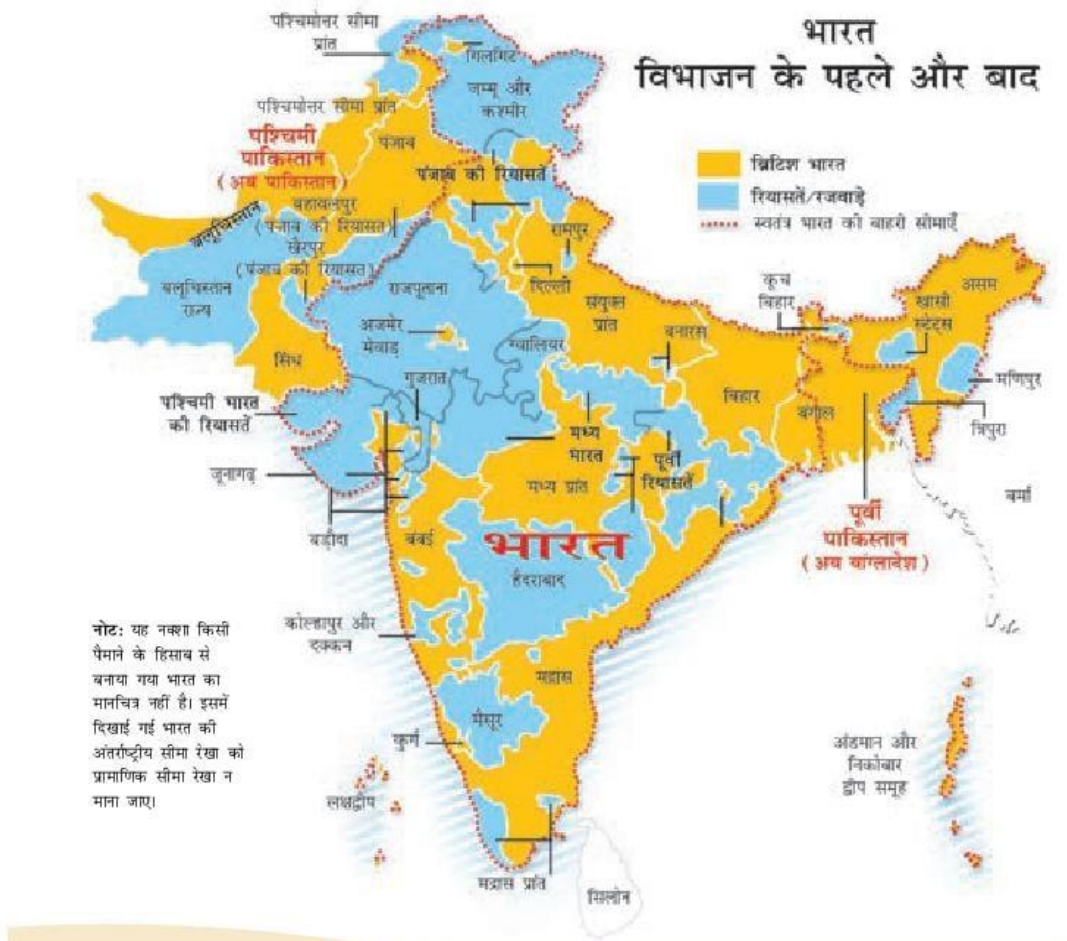 भारत
विभाजन के पहले और बाद
ब्रिटिश भारत
रियासतें/रजवाड़े
स्वतंत्र भारत की बाहरी सीमाएँ
पश्चिमोत्तर सीमा
प्रांत
गिलगिट
जम्मू और
कश्मीर
पश्चिमोत्तर सीमा प्रांत
पश्चिमी
पाकिस्तान
(अब पाकिस्तान)
पंजाब
पंजाब की रियासतें
बलूचिस्तान
बहावलपुर
(पंजाब की रियासत)
खैरपुर
(पंजाब की रियासत)
बलूचिस्तान
राज्य
राजपूताना
दिल्ली
रामपुर
संयुक्त
प्रांत
कूच
बिहार
खासी
स्टेट्स
असम
अजमेर
मेवाड़
ग्वालियर
बनारस
सिंध
गुजरात
बिहार
बंगाल
मणिपुर
त्रिपुरा
पश्चिमी भारत
की रियासतें
मध्य
भारत
पूर्वी
रियासतें
जूनागढ़
मध्य प्रांत
बर्मा
बड़ौदा
बंबई
भारत
हैदराबाद
पूर्वी
पाकिस्तान
(अब बांग्लादेश)
नोट: यह नक्शा किसी
पैमाने के हिसाब से
बनाया गया भारत का
मानचित्र नहीं है। इसमें
दिखाई गई भारत की
अंतर्राष्ट्रीय सीमा रेखा को
प्रामाणिक सीमा रेखा न
माना जाए।
कोल्हापुर और
दक्कन
मद्रास
मैसूर
कुर्ग
लक्षद्वीप
अंडमान और
निकोबार
द्वीप समूह
मद्रास प्रांत
सिलोन